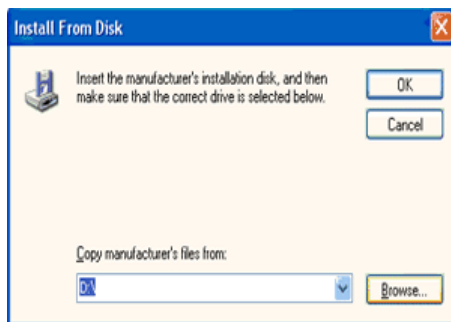 Install From Disk
Insert the manufacturer's installation disk, and then
make sure that the correct drive is selected below.
OK
Cancel
Copy manufacturer's files from:
D:\
Browse...